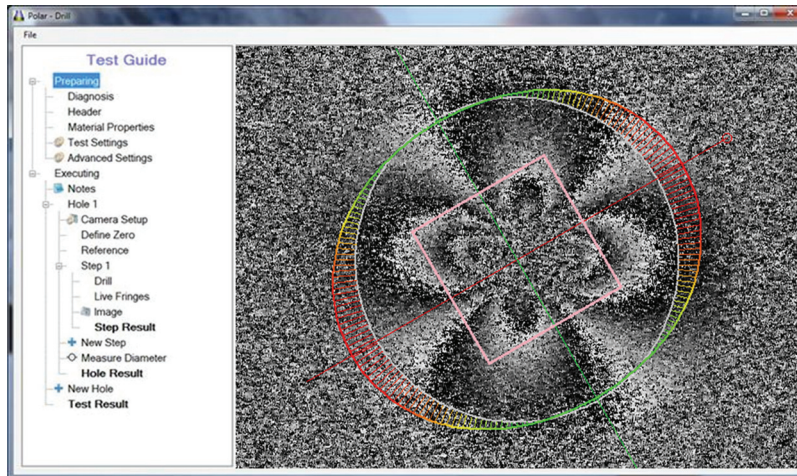 Polar - Drill
File
Test Guide
Preparing
Diagnosis
Header
Material Properties
Test Settings
Advanced Settings
Executing
Notes
Hole 1
Camera Setup
Define Zero
Reference
Step 1
Drill
Live Fringes
Image
Step Result
New Step
Measure Diameter
Hole Result
New Hole
Test Result